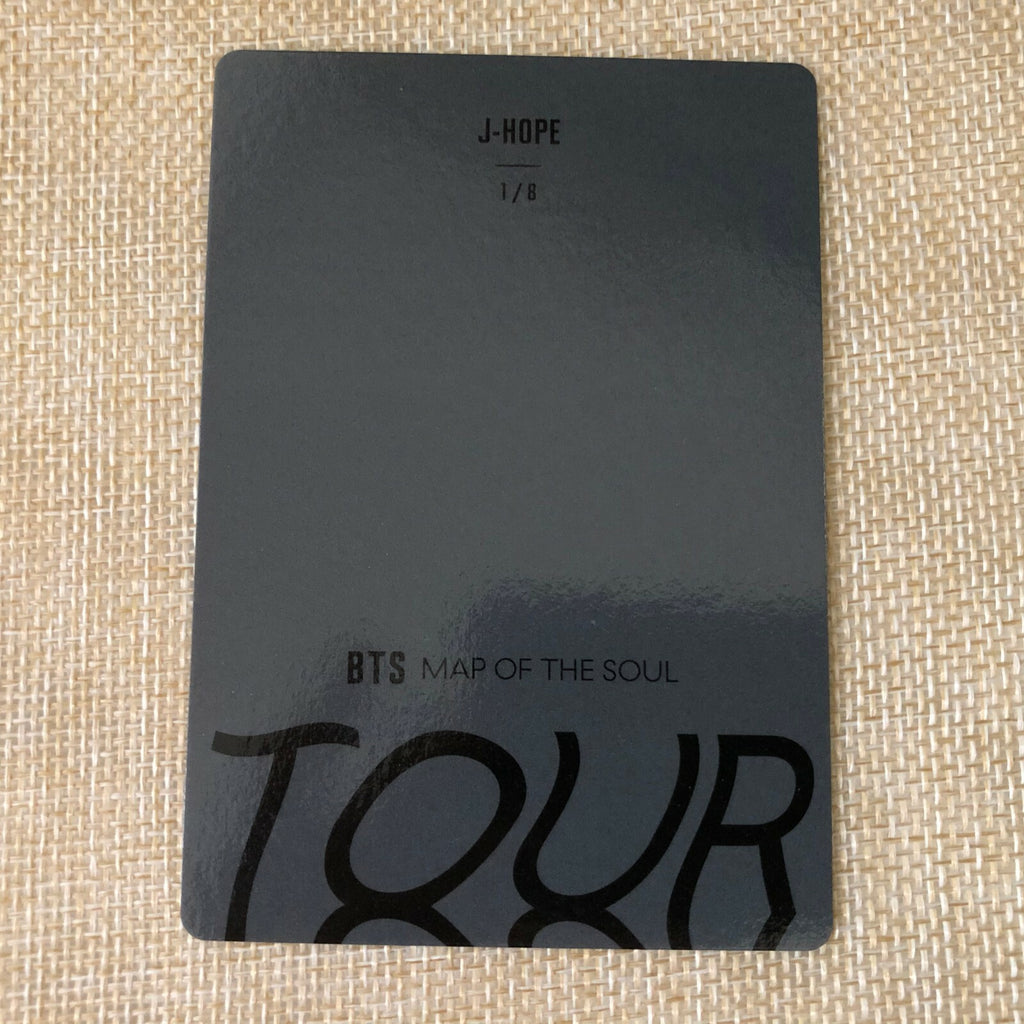 J-HOPE
1/8
BTS MAP OF THE SOUL
TOUR